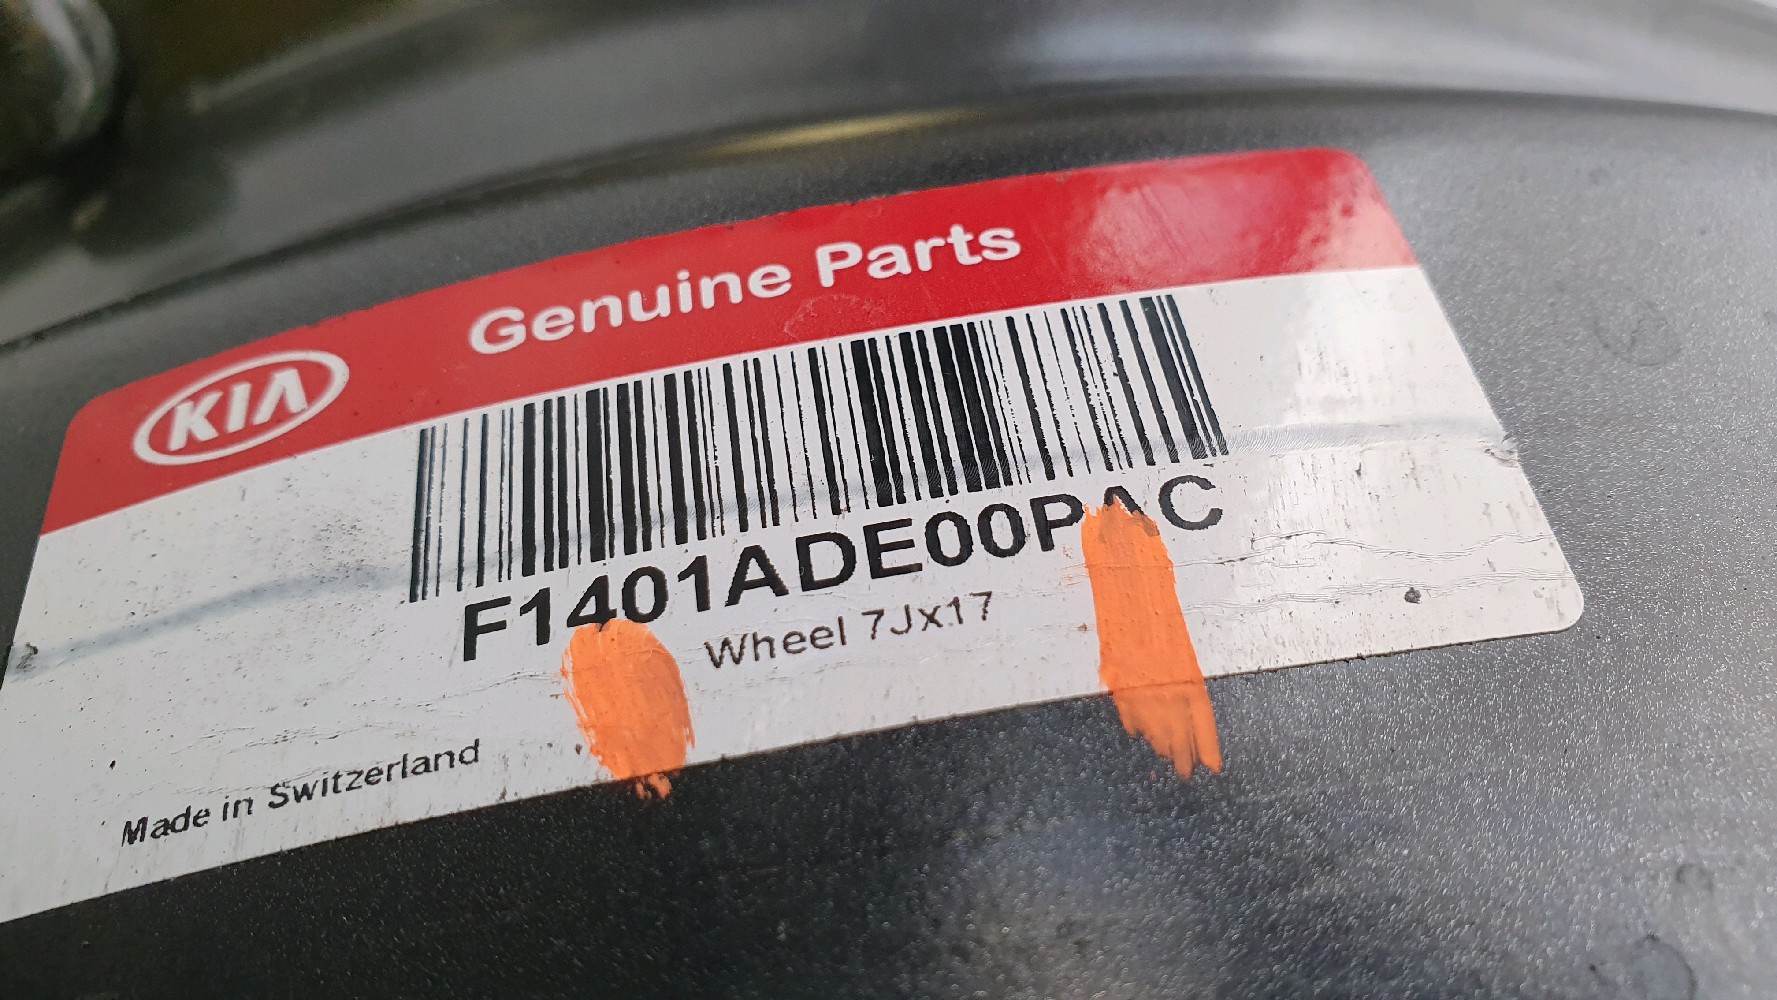 KIA Genuine Parts
F1401ADE00PAC
Wheel 7Jx17
Made in Switzerland